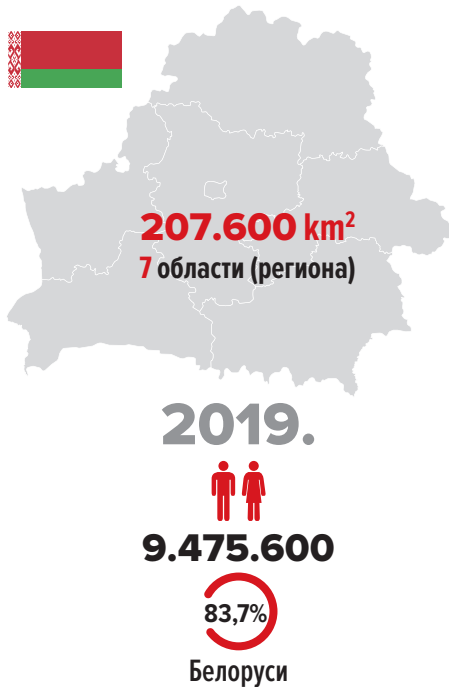 207.600 km²
7 области (региона)
2019.
9.475.600
83,7%
Белоруси